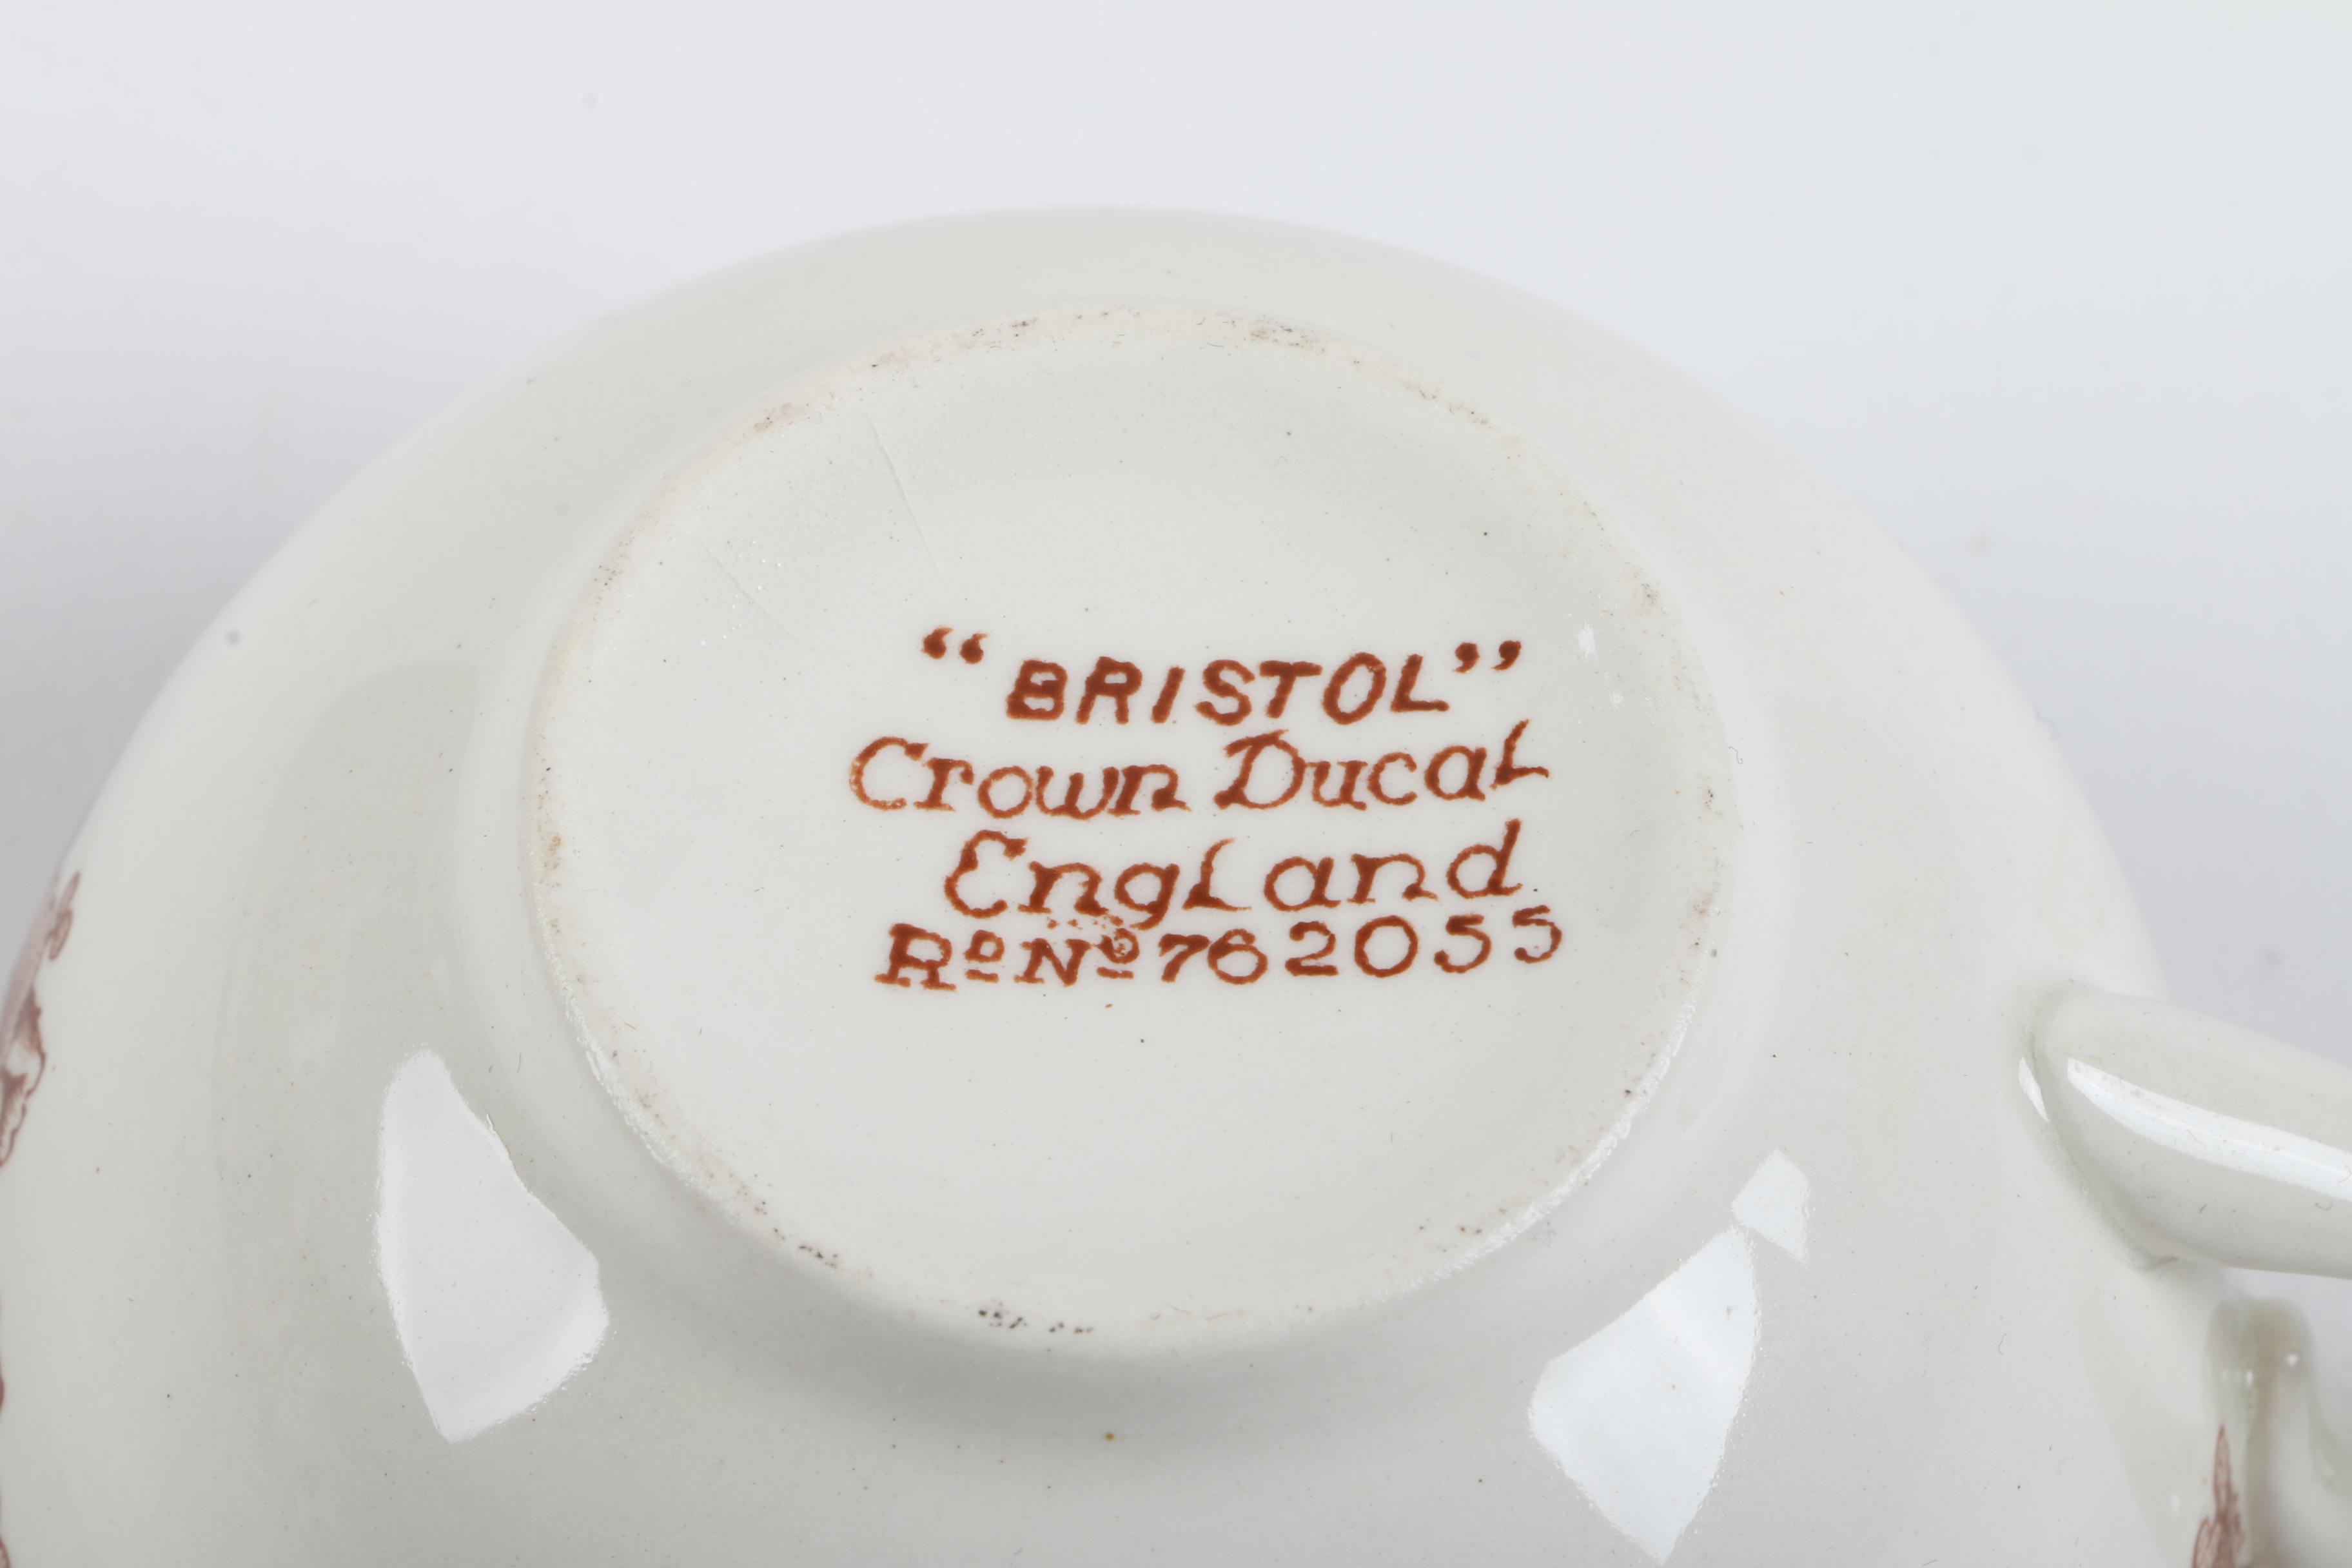 “BRISTOL”
Crown Ducal
England
Rᴰ Nº 762055